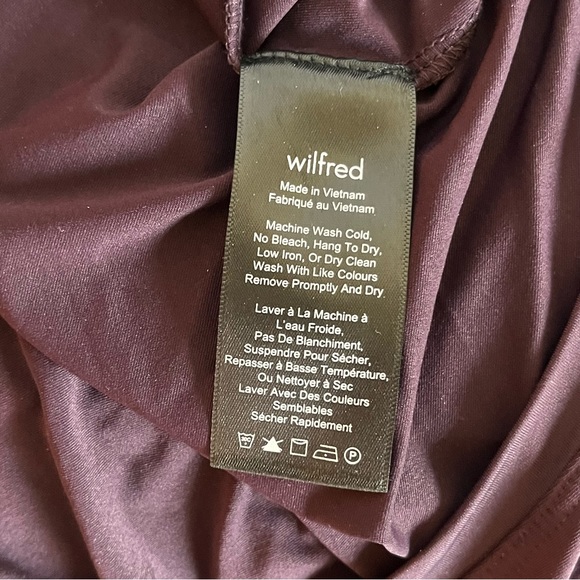 wilfred
Made in Vietnam
Fabriqué au Vietnam
Machine Wash Cold,
No Bleach, Hang To Dry,
Low Iron, Or Dry Clean
Wash With Like Colours
Remove Promptly And Dry
Laver à La Machine à
L'eau Froide,
Pas De Blanchiment,
Suspendre Pour Sécher,
Repasser à Basse Température,
Ou Nettoyer à Sec
Laver Avec Des Couleurs
Semblables
Sécher Rapidement
30C P